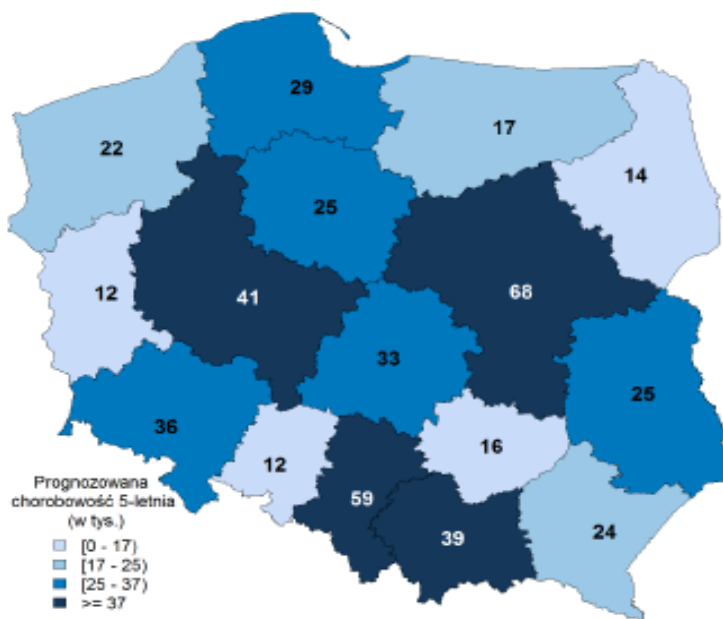 29
22
17
14
25
12
41
68
33
25
36
12
16
59
39
24
Prognozowana
chorobowość 5-letnia
(w tys.)
[0 - 17)
[17 - 25)
[25 - 37)
>= 37